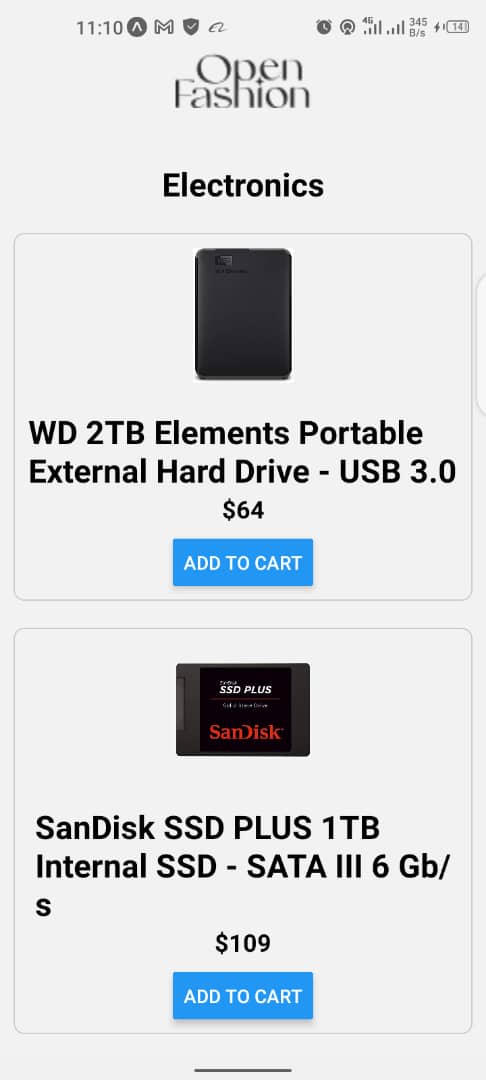 11:10
4G
345
B/s
14
Open
Fashion
Electronics
WD 2TB Elements Portable
External Hard Drive - USB 3.0
$64
ADD TO CART
SanDisk
SSD PLUS
Solid State Drive
SanDisk
SanDisk SSD PLUS 1TB
Internal SSD - SATA III 6 Gb/
s
$109
ADD TO CART